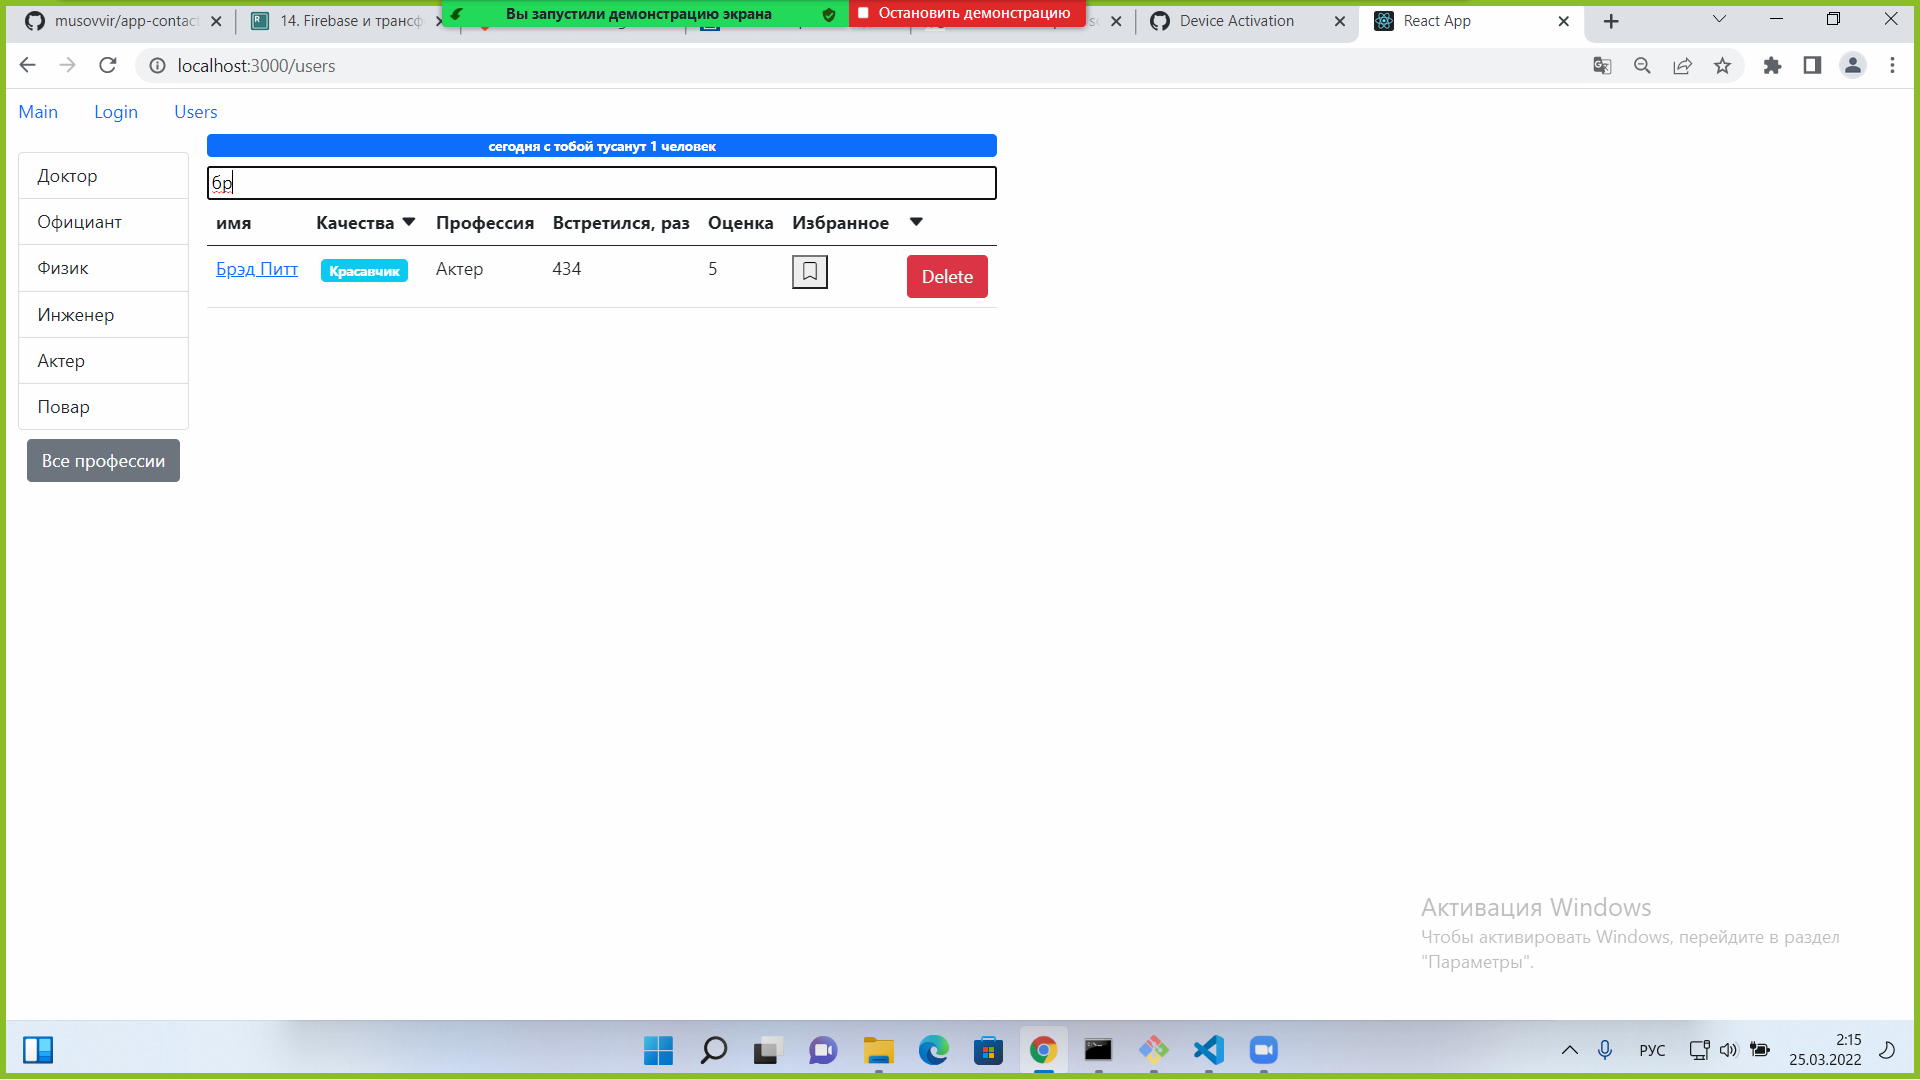 Вы запустили демонстрацию экрана
Остановить демонстрацию
musovvir/app-contact
14. Firebase и трансф
Device Activation
React App
localhost:3000/users
Main Login Users
сегодня с тобой тусанут 1 человек
Доктор
Официант
Физик
Инженер
Актер
Повар
Все профессии
бр
имя Качества Профессия Встретился, раз Оценка Избранное
Брэд Питт Красавчик Актер 434 5 Delete
Активация Windows
Чтобы активировать Windows, перейдите в раздел
"Параметры".
РУС
2:15
25.03.2022